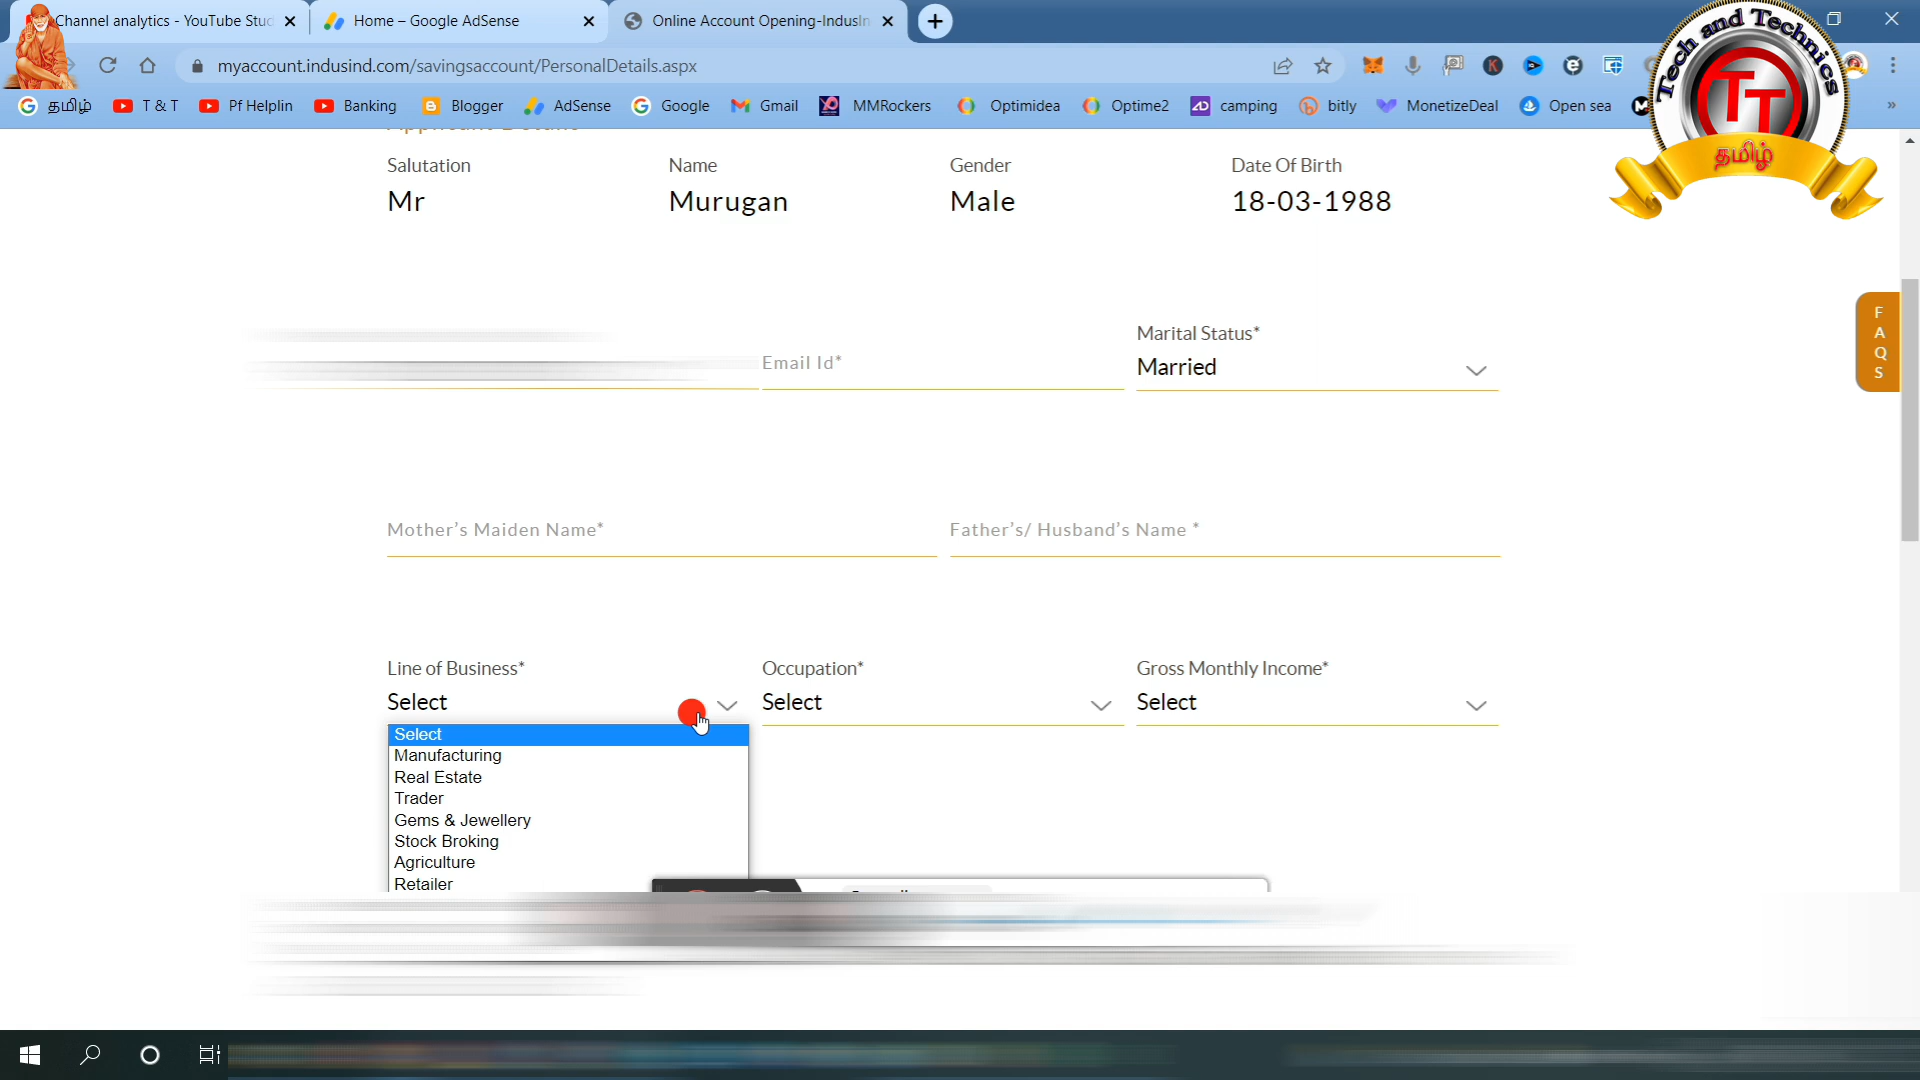 Channel analytics - YouTube Stud
Home – Google AdSense
Online Account Opening-IndusIn
myaccount.indusind.com/savingsaccount/PersonalDetails.aspx
தமிழ் T & T Pf Helplin Banking Blogger AdSense Google Gmail MMRockers Optimidea Optime2 camping bitly MonetizeDeal Open sea
Tech and Technics
TT
தமிழ்
Applicant Details
Salutation Name Gender Date Of Birth
Mr Murugan Male 18-03-1988
FAQS
Marital Status*
Email Id* Married
Mother's Maiden Name* Father's/ Husband's Name *
Line of Business* Occupation* Gross Monthly Income*
Select Select Select
Select
Manufacturing
Real Estate
Trader
Gems & Jewellery
Stock Broking
Agriculture
Retailer